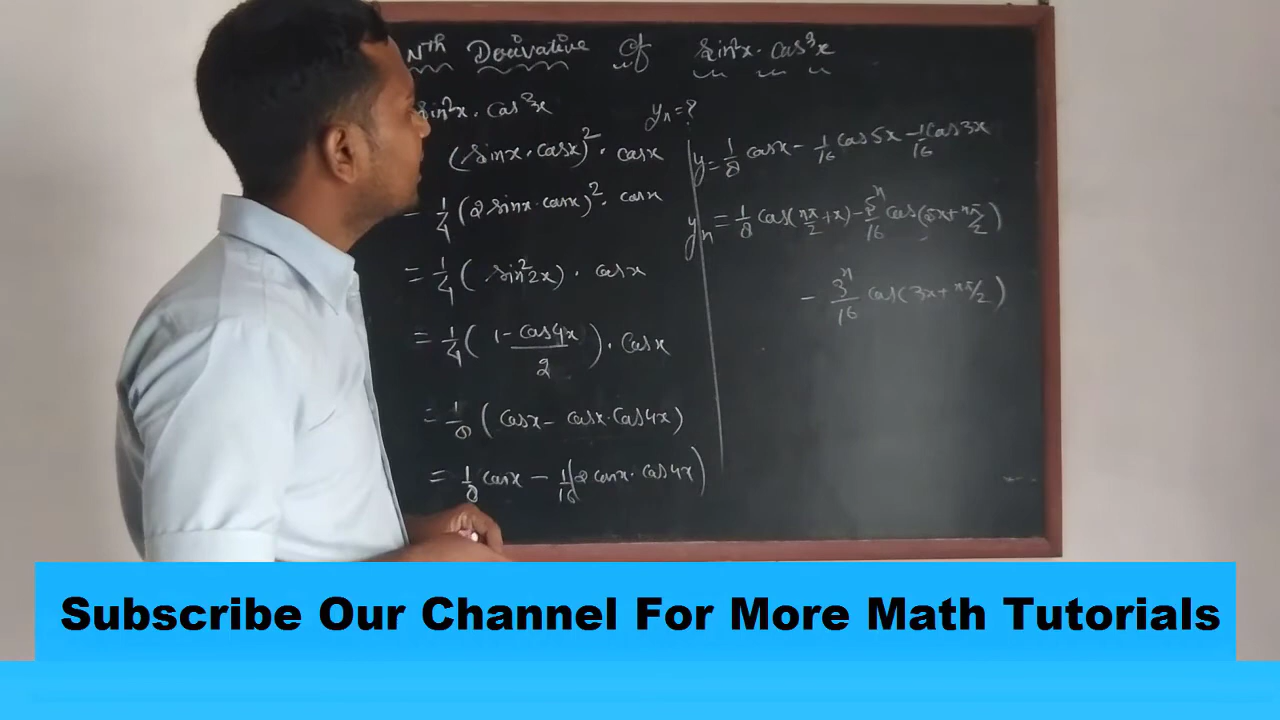 Nth Derivative Of sin²x · cos³x
sin²x · cos³x yₙ=?
(sinx·cosx)² · cosx
- 1/4 (2 sinx·cosx)² · cosx
= 1/4 ( sin²2x) · cosx
= 1/4 ( 1-cos4x / 2 ) · cosx
= 1/8 ( cosx - cosx·cos4x)
= 1/8 cosx - 1/16(2 cosx·cos4x)
y= 1/8 cosx - 1/16 cos5x - 1/16 cos3x
yₙ= 1/8 cos(nπ/2 + x) - 5ⁿ/16 cos(5x+ nπ/2)
- 3ⁿ/16 cos(3x+ nπ/2)
Subscribe Our Channel For More Math Tutorials